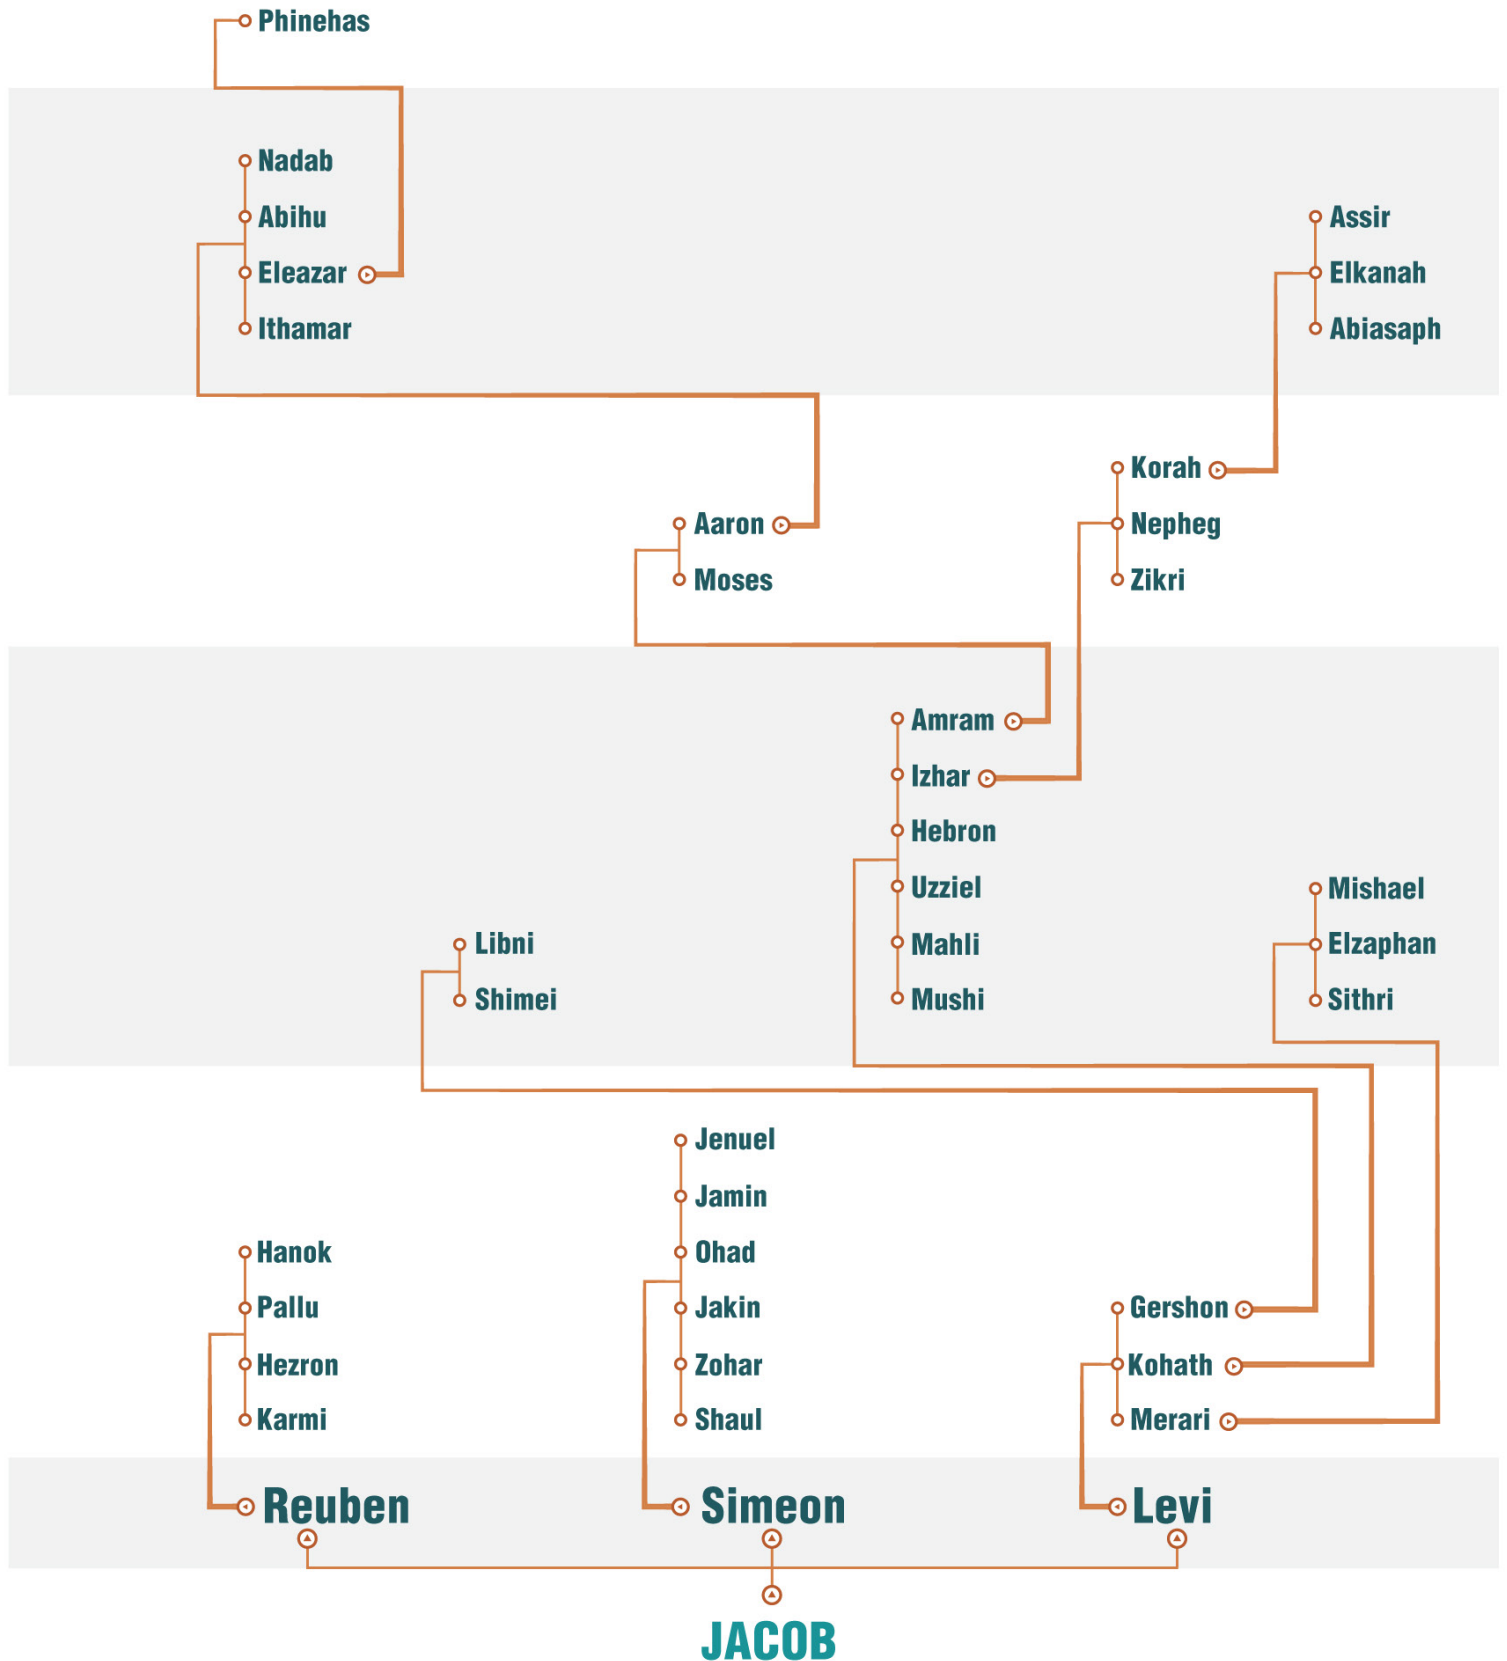 Phinehas
Nadab
Abihu
Eleazar
Ithamar
Assir
Elkanah
Abiasaph
Korah
Nepheg
Zikri
Aaron
Moses
Amram
Izhar
Hebron
Uzziel
Mahli
Mushi
Mishael
Elzaphan
Sithri
Libni
Shimei
Jenuel
Jamin
Ohad
Jakin
Zohar
Shaul
Hanok
Pallu
Hezron
Karmi
Gershon
Kohath
Merari
Reuben
Simeon
Levi
JACOB